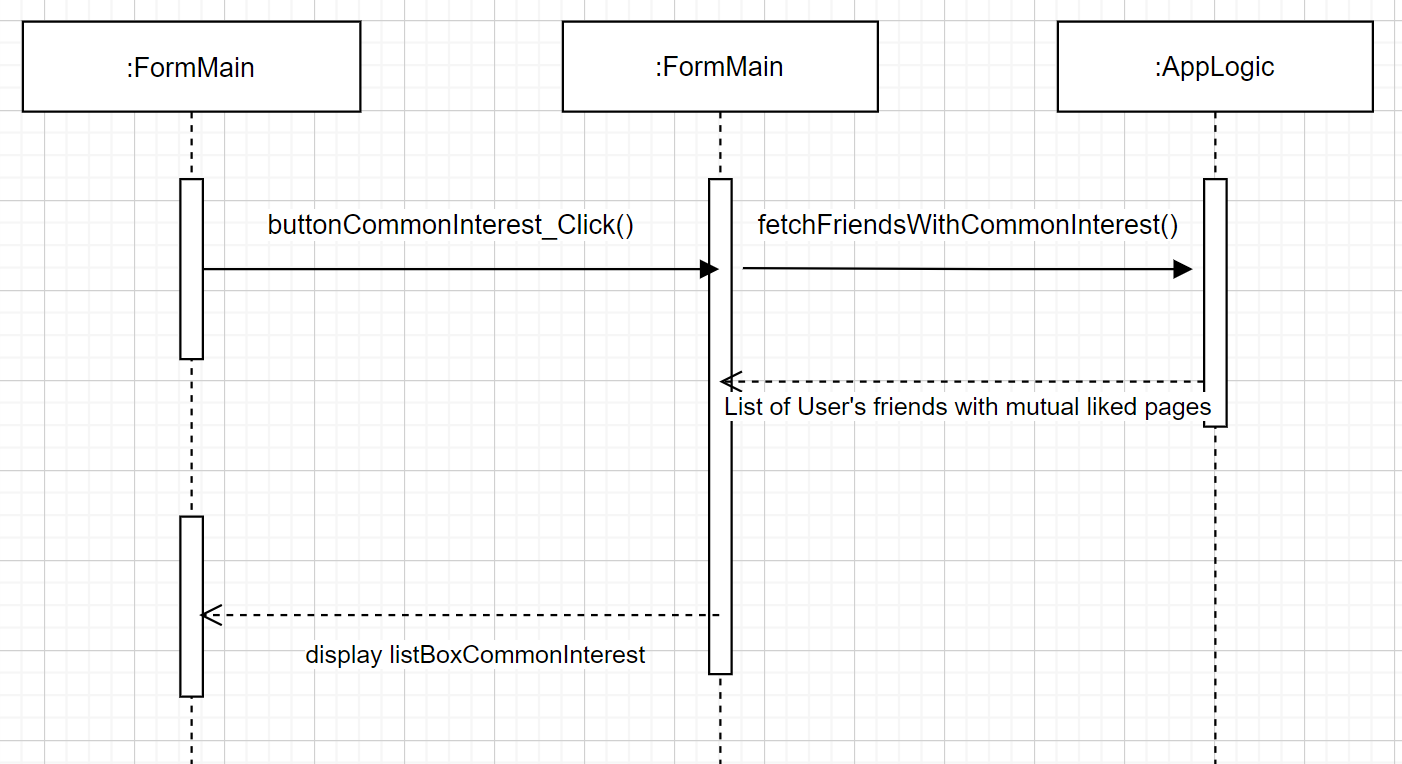 :FormMain
:FormMain
:AppLogic
buttonCommonInterest_Click()
fetchFriendsWithCommonInterest()
List of User's friends with mutual liked pages
display listBoxCommonInterest